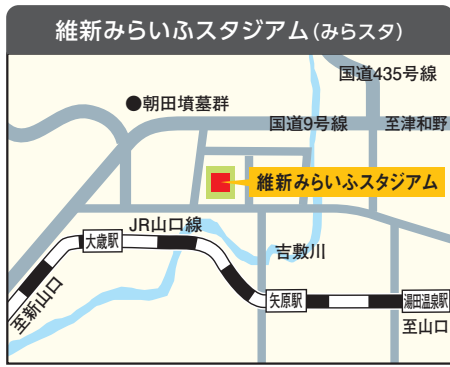 維新みらいふスタジアム(みらスタ)
国道435号線
●朝田墳墓群
国道9号線
至津和野
維新みらいふスタジアム
JR山口線
大歳駅
吉敷川
至新山口
矢原駅
湯田温泉駅
至山口